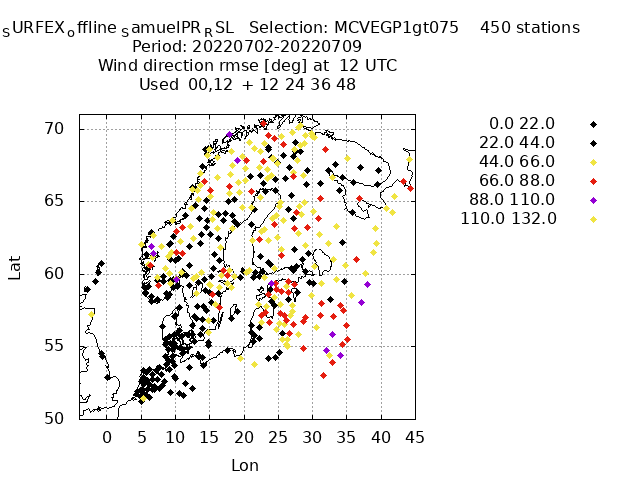 SURFEXoffline SamuelPRRSL Selection: MCVEGP1gt075 450 stations
Period: 20220702-20220709
Wind direction rmse [deg] at 12 UTC
Used 00,12 + 12 24 36 48
0.0 22.0
22.0 44.0
44.0 66.0
66.0 88.0
88.0 110.0
110.0 132.0
70
65
60
55
50
Lat
0 5 10 15 20 25 30 35 40 45
Lon